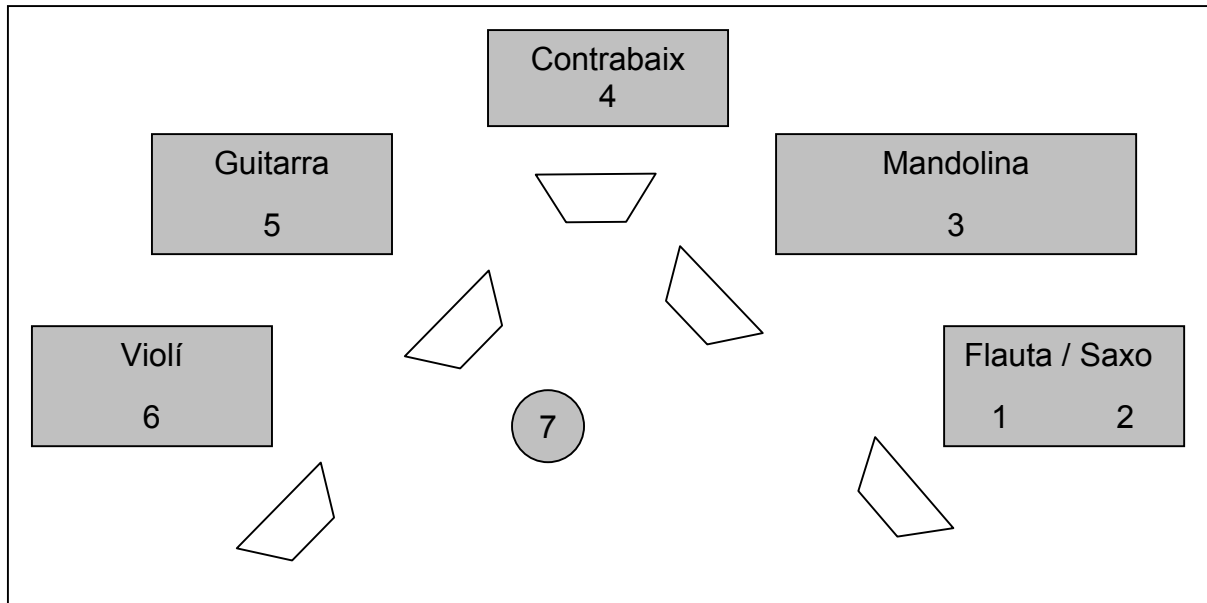 Contrabaix
4
Guitarra
5
Mandolina
3
Violí
6
Flauta / Saxo
1 2
7